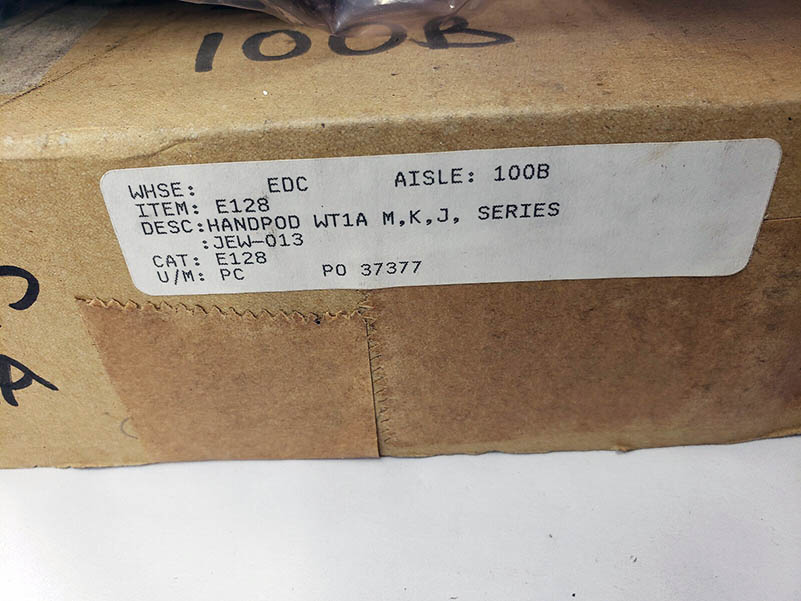 100B
WHSE: EDC AISLE: 100B
ITEM: E128
DESC:HANDPOD WT1A M,K,J, SERIES
:JEW-013
CAT: E128
U/M: PC PO 37377